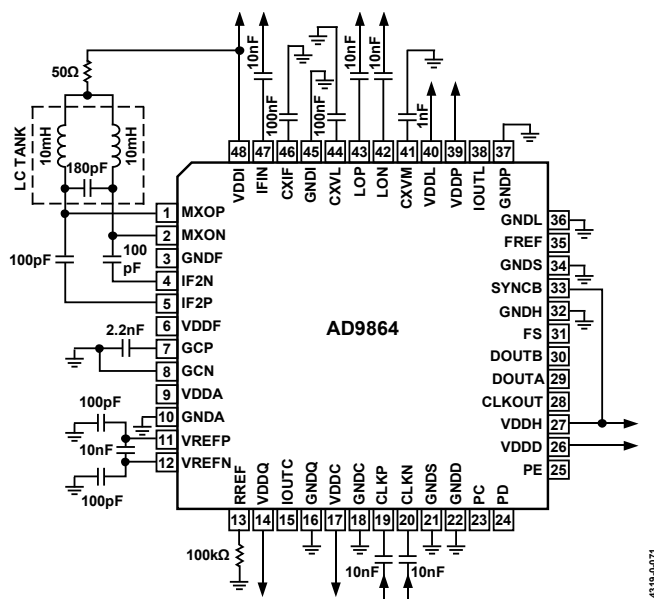 10nF
100nF
100nF
10nF
10nF
1nF
50Ω
LC TANK
10mH
10mH
180pF
48 47 46 45 44 43 42 41 40 39 38 37
VDDI
IFIN
CXIF
GNDI
CXVL
LOP
LON
CXVM
VDDL
VDDP
IOUTL
GNDP
1 MXOP
2 MXON
3 GNDF
4 IF2N
5 IF2P
6 VDDF
7 GCP
8 GCN
9 VDDA
10 GNDA
11 VREFP
12 VREFN
100pF
100
pF
2.2nF
100pF
10nF
100pF
AD9864
GNDL 36
FREF 35
GNDS 34
SYNCB 33
GNDH 32
FS 31
DOUTB 30
DOUTA 29
CLKOUT 28
VDDH 27
VDDD 26
PE 25
RREF
VDDQ
IOUTC
GNDQ
VDDC
GNDC
CLKP
CLKN
GNDS
GNDD
PC
PD
13 14 15 16 17 18 19 20 21 22 23 24
100kΩ
10nF
10nF
4319-0-071